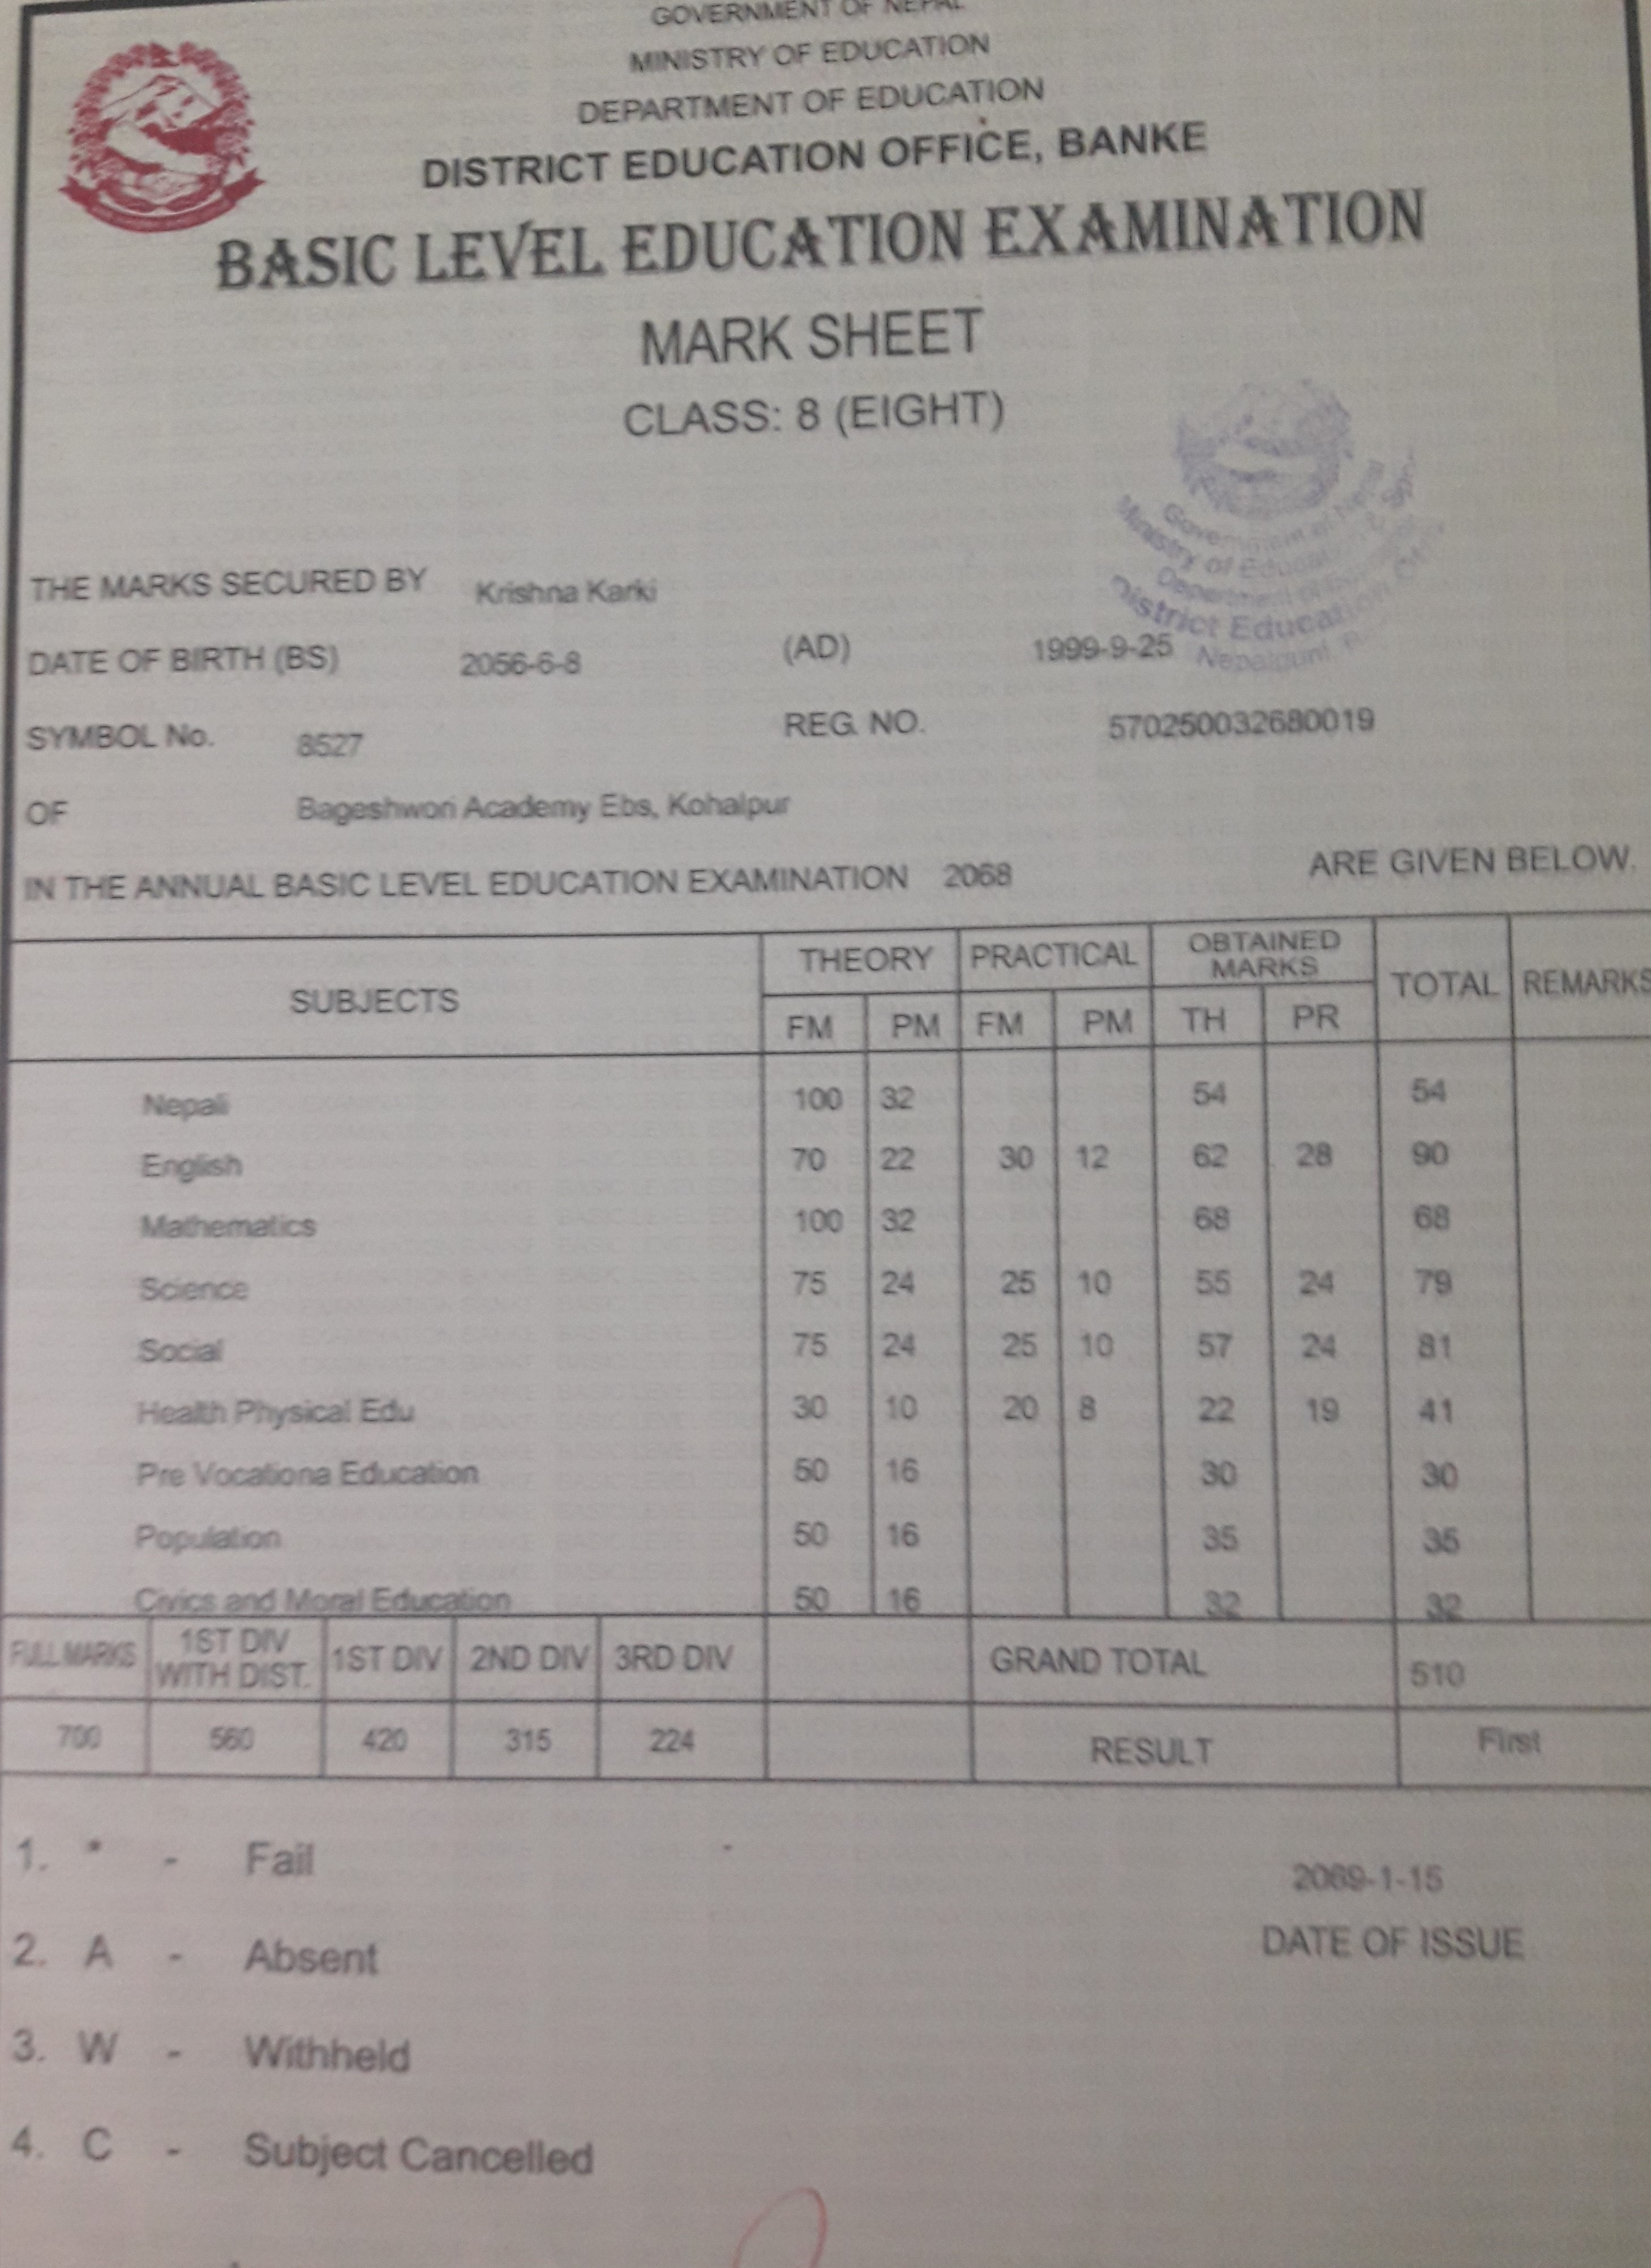 GOVERNMENT OF NEPAL
MINISTRY OF EDUCATION
DEPARTMENT OF EDUCATION
DISTRICT EDUCATION OFFICE, BANKE
BASIC LEVEL EDUCATION EXAMINATION
MARK SHEET
CLASS: 8 (EIGHT)
Government of Nepal
Ministry of Education
Department of
District Education
Nepalgunj,
THE MARKS SECURED BY Krishna Karki
DATE OF BIRTH (BS) 2056-6-8 (AD) 1999-9-25
SYMBOL No. 8527 REG. NO. 570250032680019
OF Bageshwori Academy Ebs, Kohalpur
IN THE ANNUAL BASIC LEVEL EDUCATION EXAMINATION 2068 ARE GIVEN BELOW.
SUBJECTS THEORY PRACTICAL OBTAINED MARKS TOTAL REMARKS
FM PM FM PM TH PR
Nepali 100 32 54 54
English 70 22 30 12 62 28 90
Mathematics 100 32 68 68
Science 75 24 25 10 55 24 79
Social 75 24 25 10 57 24 81
Health Physical Edu 30 10 20 8 22 19 41
Pre Vocationa Education 50 16 30 30
Population 50 16 35 35
Civics and Moral Education 50 16 32 32
FULL MARKS 1ST DIV WITH DIST. 1ST DIV 2ND DIV 3RD DIV GRAND TOTAL 510
700 560 420 315 224 RESULT First
1. * - Fail
2069-1-15
DATE OF ISSUE
2. A - Absent
3. W - Withheld
4. C - Subject Cancelled